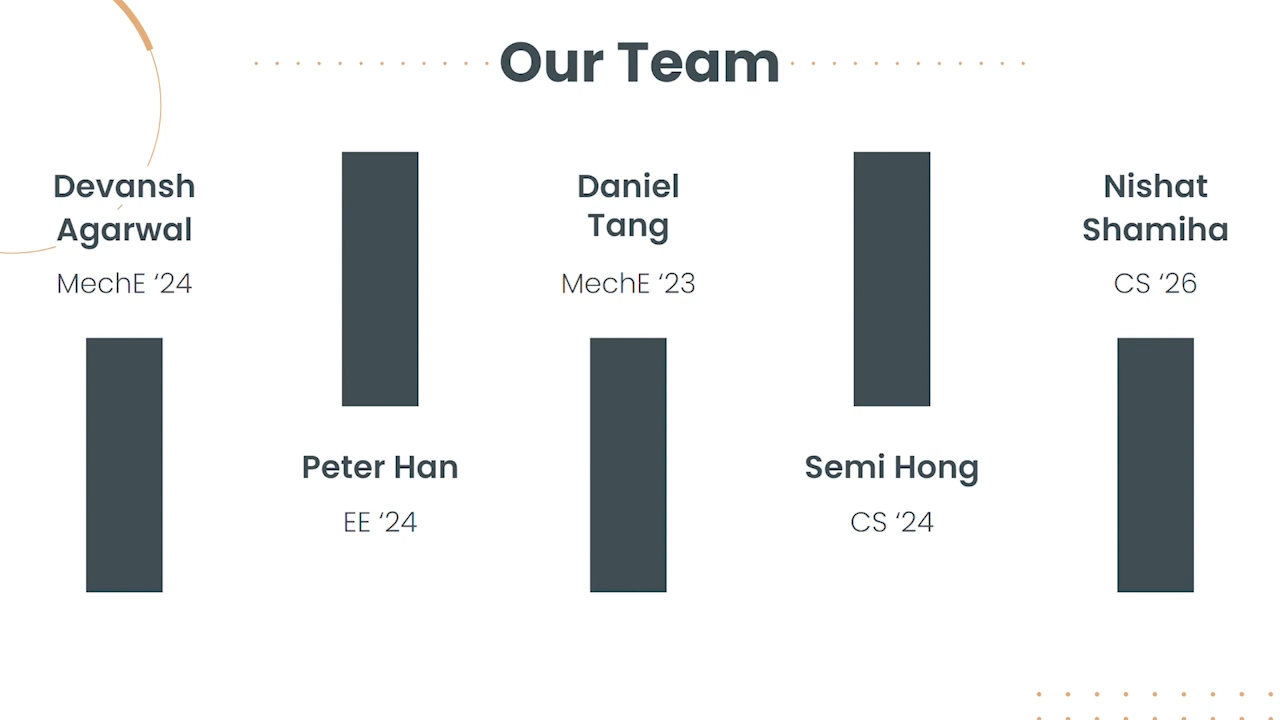 Our Team
Devansh
Agarwal
MechE ‘24
Peter Han
EE ‘24
Daniel
Tang
MechE ‘23
Semi Hong
CS ‘24
Nishat
Shamiha
CS ‘26